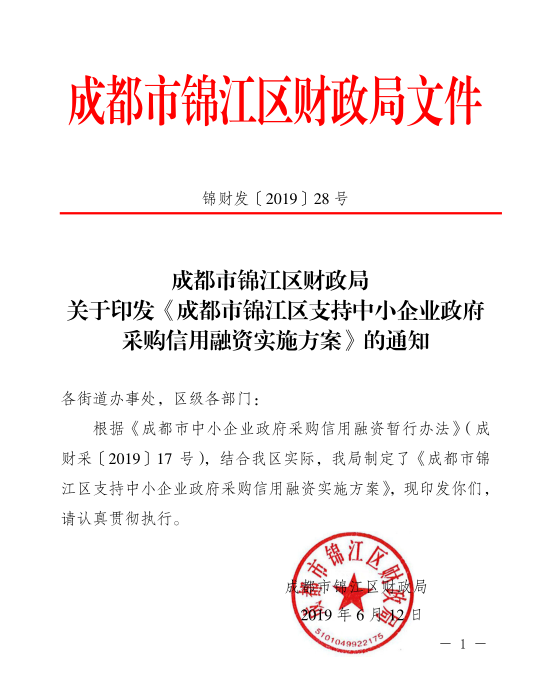 成都市锦江区财政局文件
锦财发〔2019〕28 号
成都市锦江区财政局
关于印发《成都市锦江区支持中小企业政府
采购信用融资实施方案》的通知
各街道办事处，区级各部门：
根据《成都市中小企业政府采购信用融资暂行办法》（成
财采〔2019〕17 号），结合我区实际，我局制定了《成都市锦
江区支持中小企业政府采购信用融资实施方案》，现印发你们，
请认真贯彻执行。
成都市锦江区财政局
2019 年 6 月 12 日
成都市锦江区财政局
5101049922175
－ 1 －